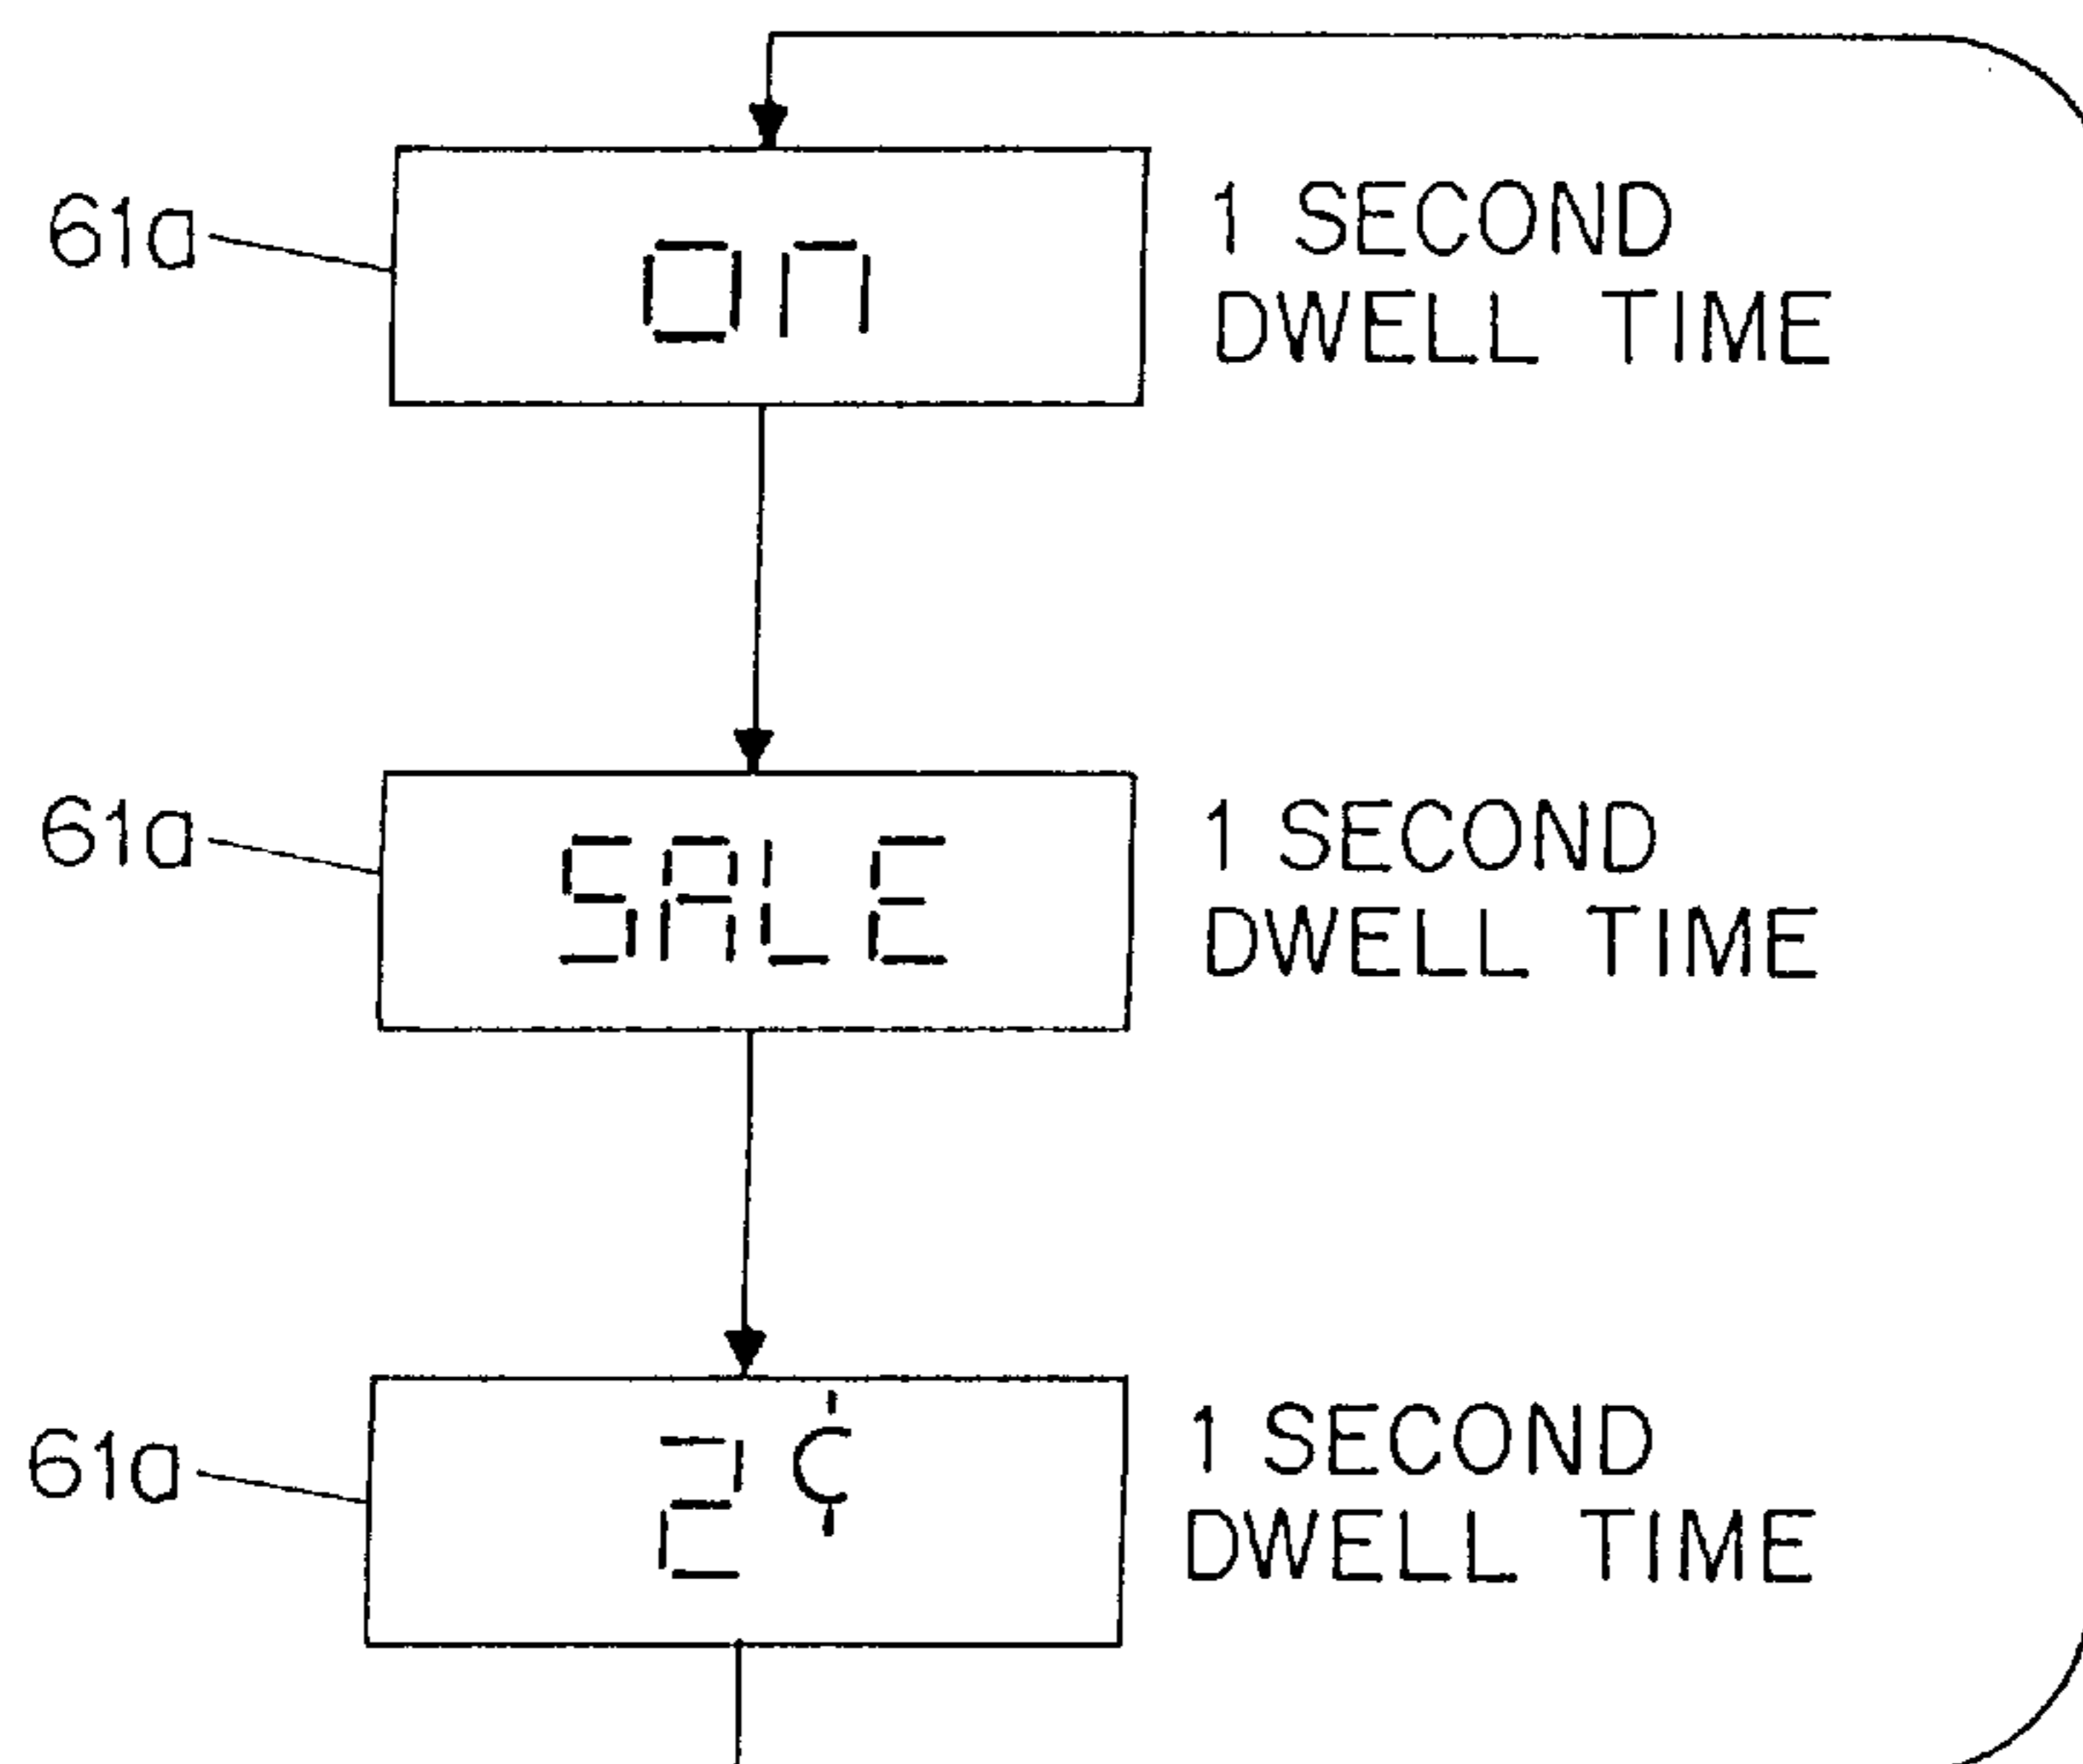 61a
on
1 SECOND
DWELL TIME
61a
SALE
1 SECOND
DWELL TIME
61a
2¢
1 SECOND
DWELL TIME